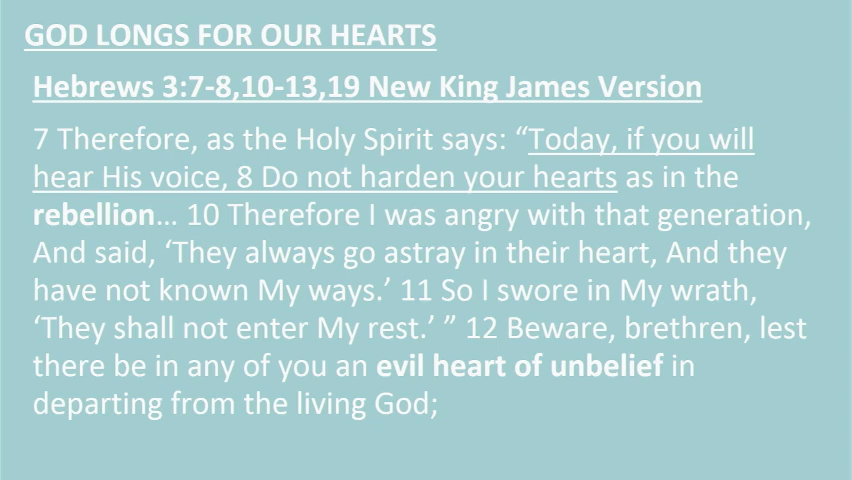 GOD LONGS FOR OUR HEARTS
Hebrews 3:7-8,10-13,19 New King James Version
7 Therefore, as the Holy Spirit says: “Today, if you will
hear His voice, 8 Do not harden your hearts as in the
rebellion… 10 Therefore I was angry with that generation,
And said, ‘They always go astray in their heart, And they
have not known My ways.’ 11 So I swore in My wrath,
‘They shall not enter My rest.’ ” 12 Beware, brethren, lest
there be in any of you an evil heart of unbelief in
departing from the living God;